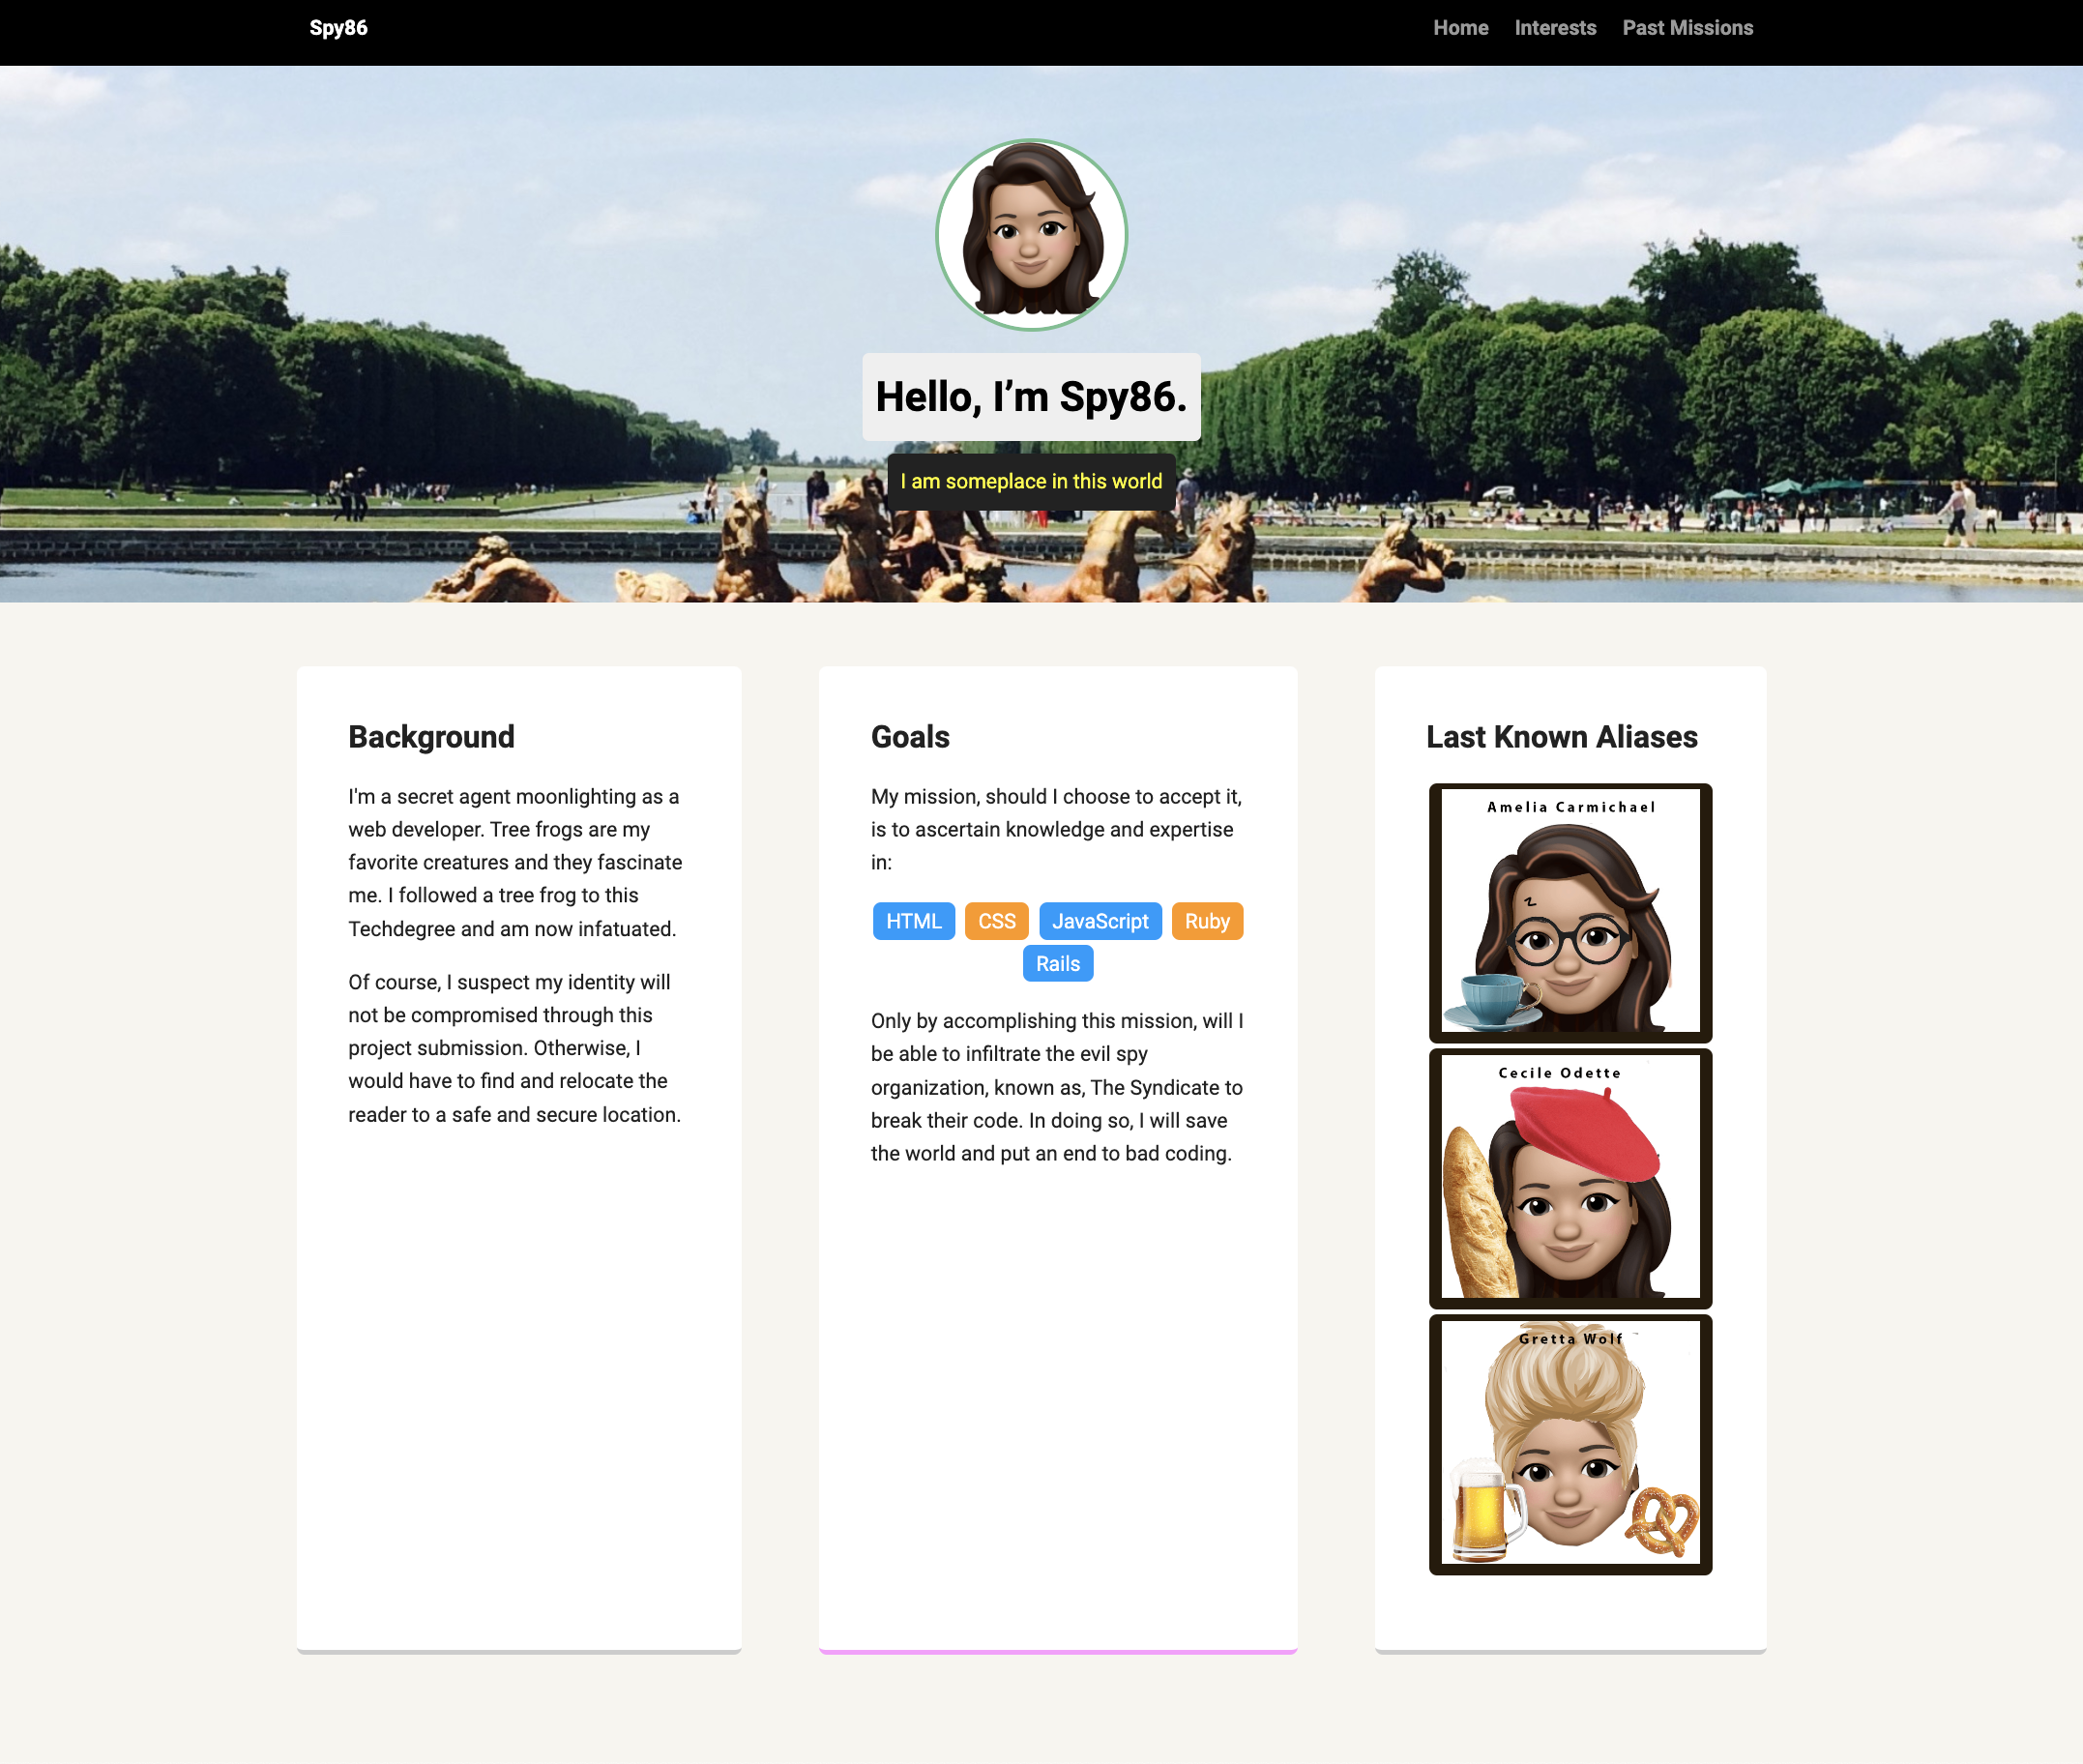 Spy86
Home Interests Past Missions
Hello, I’m Spy86.
I am someplace in this world
Background
I'm a secret agent moonlighting as a
web developer. Tree frogs are my
favorite creatures and they fascinate
me. I followed a tree frog to this
Techdegree and am now infatuated.
Of course, I suspect my identity will
not be compromised through this
project submission. Otherwise, I
would have to find and relocate the
reader to a safe and secure location.
Goals
My mission, should I choose to accept it,
is to ascertain knowledge and expertise
in:
HTML CSS JavaScript Ruby
Rails
Only by accomplishing this mission, will I
be able to infiltrate the evil spy
organization, known as, The Syndicate to
break their code. In doing so, I will save
the world and put an end to bad coding.
Last Known Aliases
Amelia Carmichael
Cecile Odette
Gretta Wolf